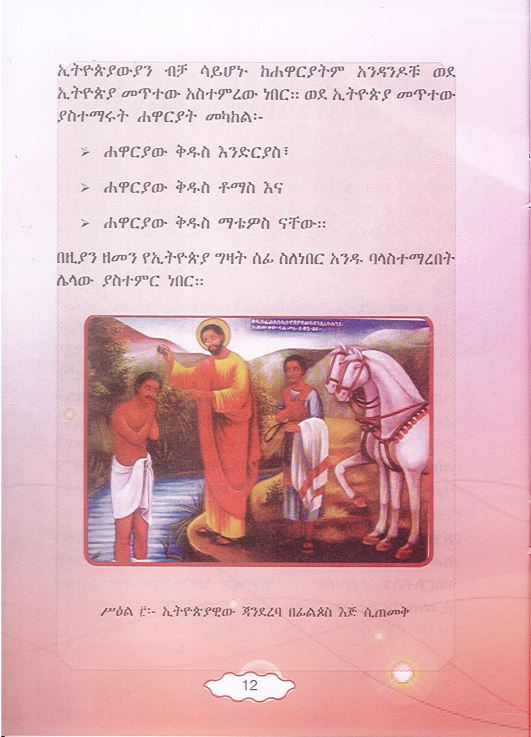 ኢትዮጵያውያን ብቻ ሳይሆኑ ከሐዋርያትም አንዳንዶቹ ወደ
ኢትዮጵያ መጥተው አስተምረው ነበር። ወደ ኢትዮጵያ መጥተው
ያስተማሩት ሐዋርያት መካከል፡-
➢ ሐዋርያው ቅዱስ እንድርያስ፣
➢ ሐዋርያው ቅዱስ ቶማስ እና
➢ ሐዋርያው ቅዱስ ማቴዎስ ናቸው።
በዚያን ዘመን የኢትዮጵያ ግዛት ሰፊ ስለነበር አንዱ ባላስተማረበት
ሌላው ያስተምር ነበር።
ሥዕል ፫፡- ኢትዮጵያዊው ጃንደረባ በፊልጶስ እጅ ሲጠመቅ
12